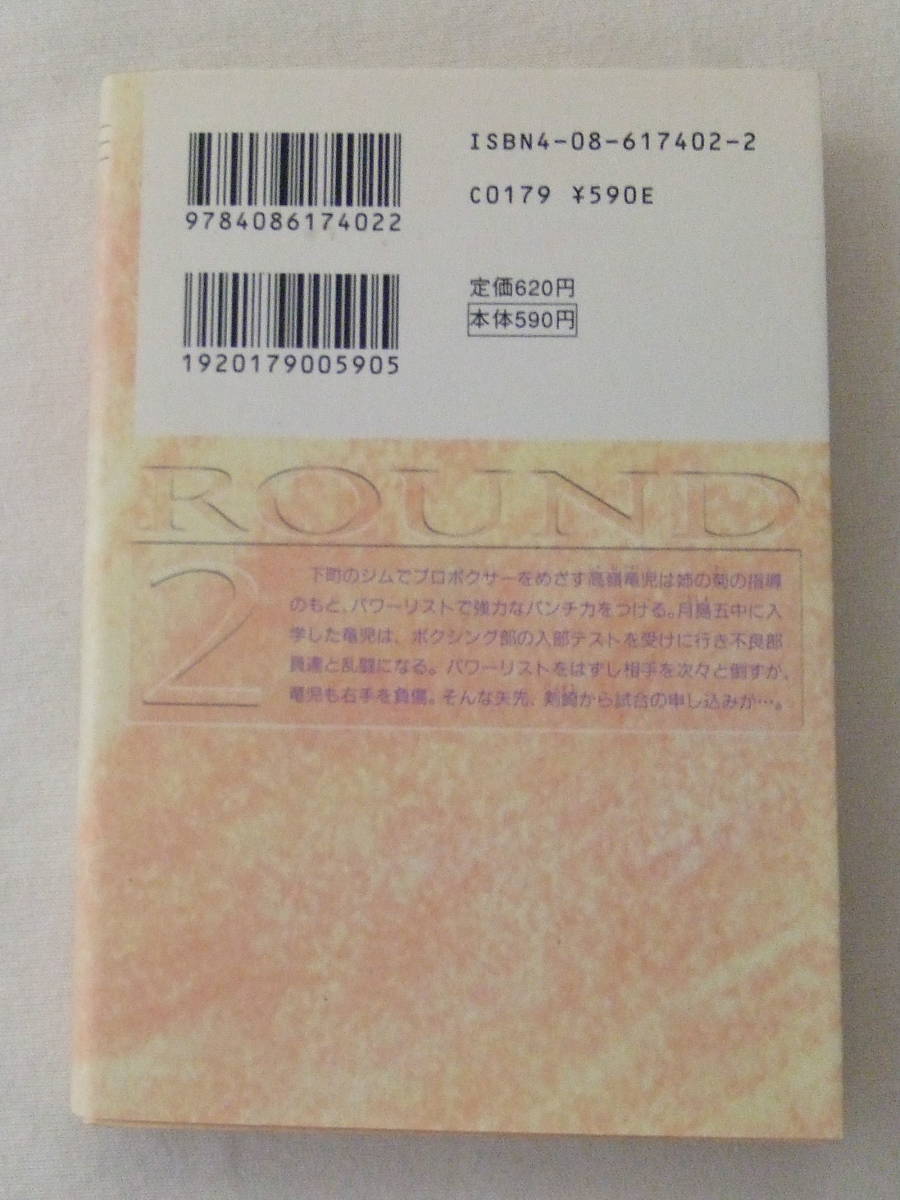 ISBN4-08-617402-2
9784086174022
C0179 ¥590E
定価620円
本体590円
1920179005905
ROUND
2
下町のジムでプロボクサーをめざす高嶺竜児は姉の菊の指導
のもと、パワーリストで強力なパンチ力をつける。月島五中に入
学した竜児は、ボクシング部の入部テストを受けに行き不良部
員達と乱闘になる。パワーリストをはずし相手を次々と倒すが、
竜児も右手を負傷。そんな矢先、剣崎から試合の申し込みが…。